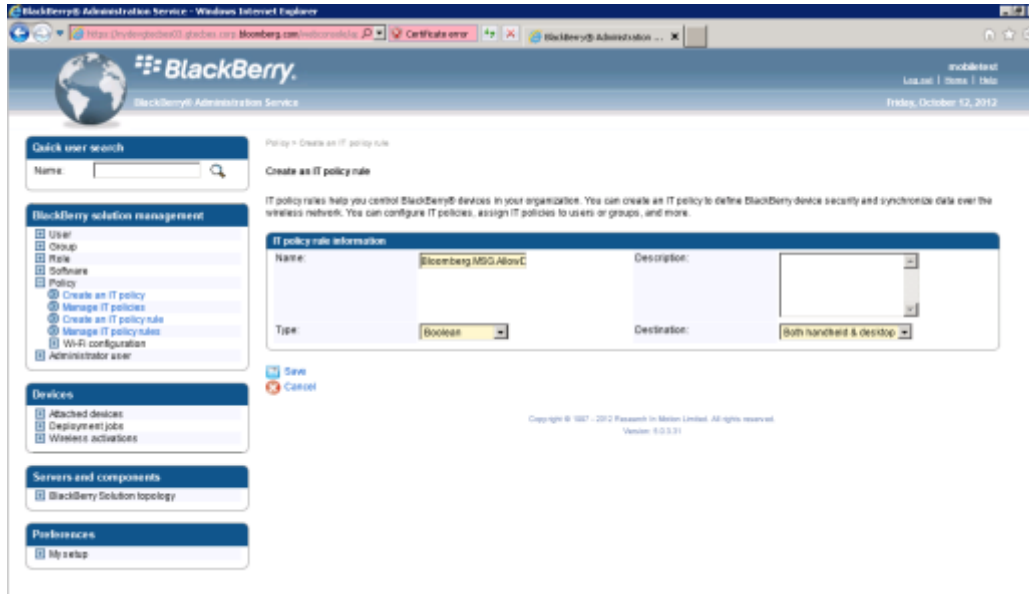 BlackBerry® Administration Service - Windows Internet Explorer
Certificate error
BlackBerry® Administration ...
BlackBerry.
mobiletest
Log out | Home | Help
BlackBerry® Administration Service
Friday, October 12, 2012
Quick user search
Name:
BlackBerry solution management
User
Group
Role
Software
Policy
Create an IT policy
Manage IT policies
Create an IT policy rule
Manage IT policy rules
Wi-Fi configuration
Administrator user
Devices
Attached devices
Deployment jobs
Wireless activations
Servers and components
BlackBerry Solution topology
Preferences
My setup
Policy > Create an IT policy rule
Create an IT policy rule
IT policy rules help you control BlackBerry® devices in your organization. You can create an IT policy to define BlackBerry device security and synchronize data over the
wireless network. You can configure IT policies, assign IT policies to users or groups, and more.
IT policy rule information
Name:
Bloomberg.MSG.AllowD
Description:
Type:
Boolean
Destination:
Both handheld & desktop
Save
Cancel
Copyright © 1997 - 2012 Research In Motion Limited. All rights reserved.
Version: 5.0.3.31